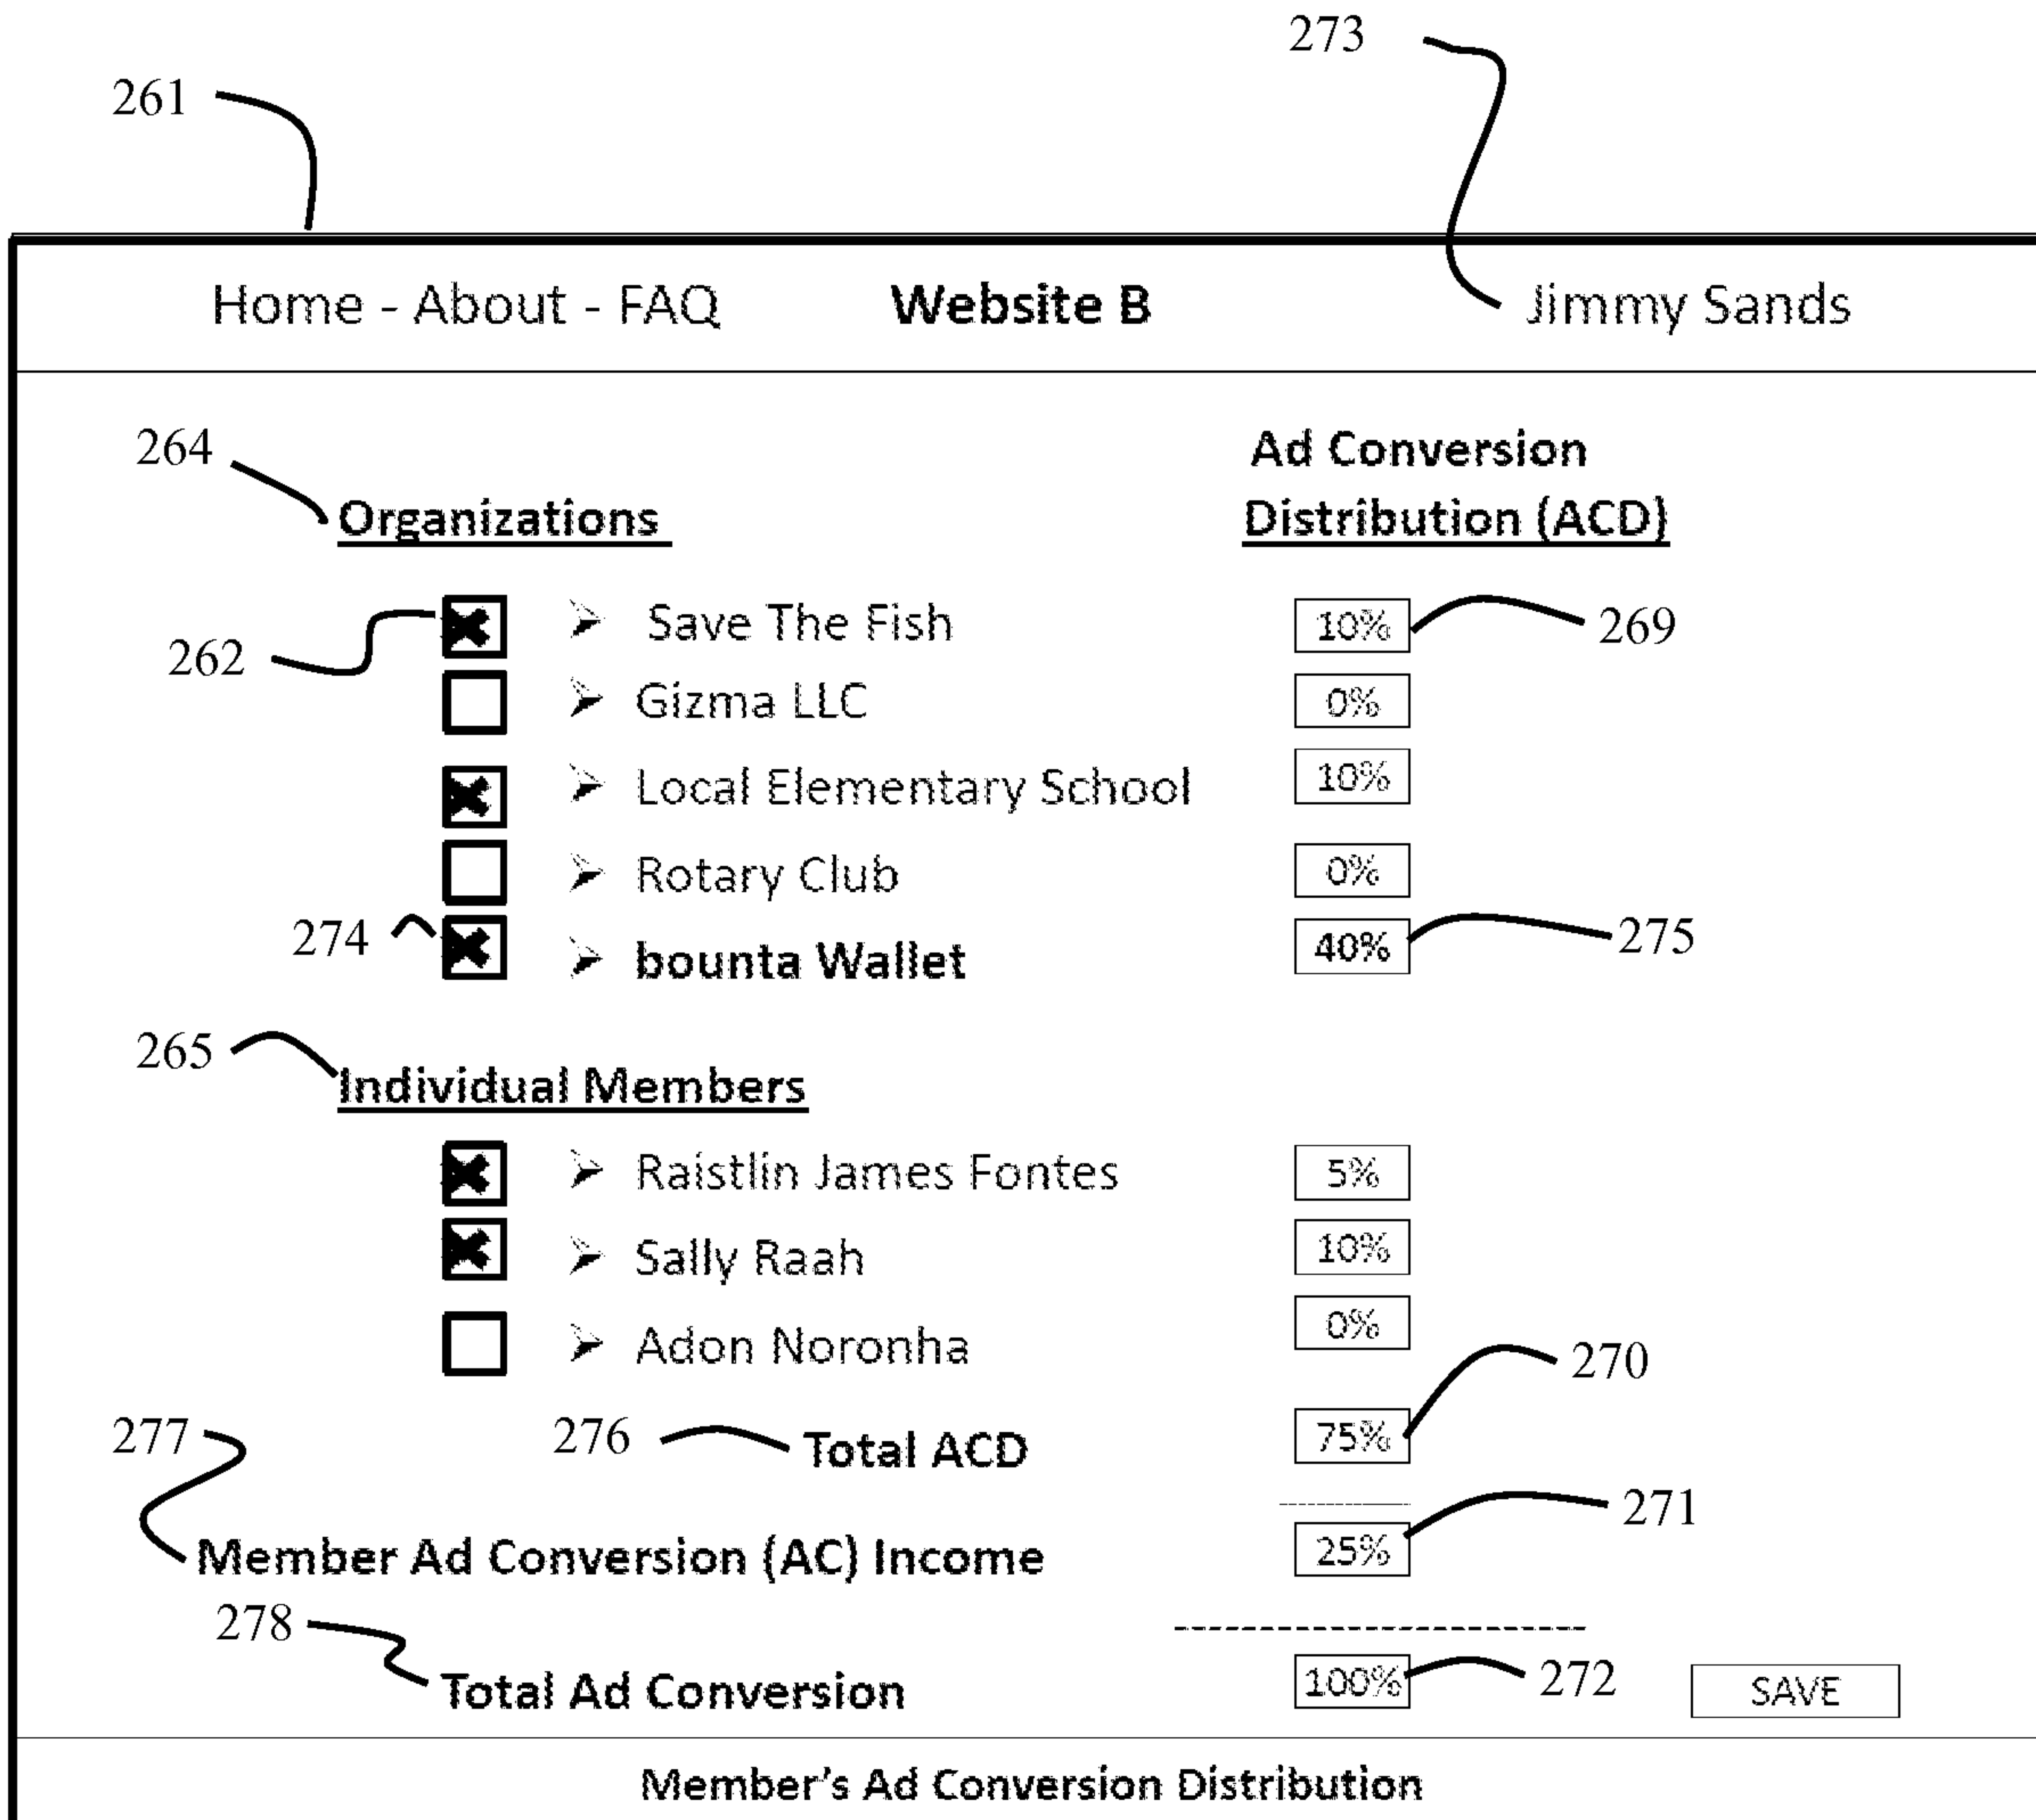 273
261
Home - About - FAQ Website B Jimmy Sands
264 Ad Conversion
Organizations Distribution (ACD)
262 Save The Fish 10% 269
Gizma LLC 0%
Local Elementary School 10%
Rotary Club 0%
274 bounta Wallet 40% 275
265
Individual Members
Raistlin James Fontes 5%
Sally Raah 10%
Adon Noronha 0%
270
277 276 Total ACD 75%
271
Member Ad Conversion (AC) Income 25%
278
Total Ad Conversion 100% 272 SAVE
Member's Ad Conversion Distribution